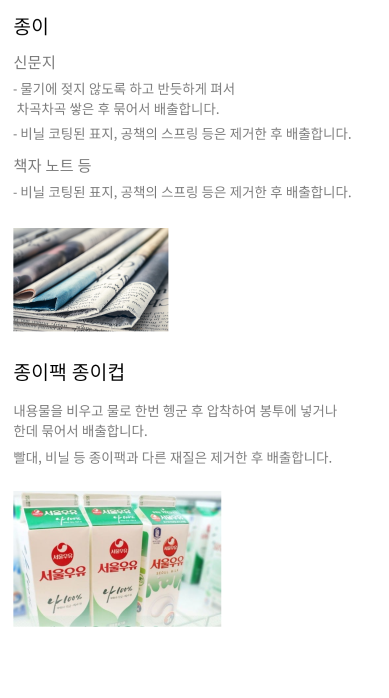 종이
신문지
- 물기에 젖지 않도록 하고 반듯하게 펴서
차곡차곡 쌓은 후 묶어서 배출합니다.
- 비닐 코팅된 표지, 공책의 스프링 등은 제거한 후 배출합니다.
책자 노트 등
- 비닐 코팅된 표지, 공책의 스프링 등은 제거한 후 배출합니다.
종이팩 종이컵
내용물을 비우고 물로 한번 헹군 후 압착하여 봉투에 넣거나
한데 묶어서 배출합니다.
빨대, 비닐 등 종이팩과 다른 재질은 제거한 후 배출합니다.
서울우유 서울우유 서울우유
나100% 나100%